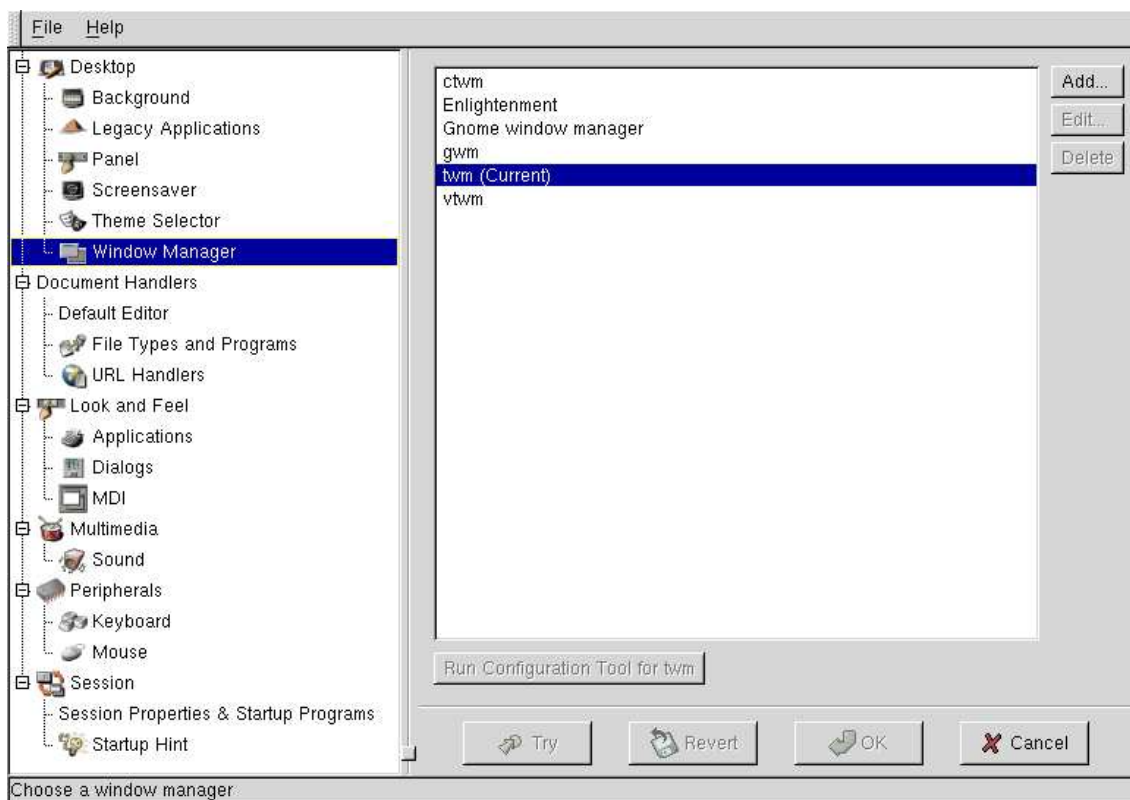 File Help
Desktop
Background
Legacy Applications
Panel
Screensaver
Theme Selector
Window Manager
Document Handlers
Default Editor
File Types and Programs
URL Handlers
Look and Feel
Applications
Dialogs
MDI
Multimedia
Sound
Peripherals
Keyboard
Mouse
Session
Session Properties & Startup Programs
Startup Hint
ctwm
Enlightenment
Gnome window manager
gwm
twm (Current)
vtwm
Add...
Edit...
Delete
Run Configuration Tool for twm
Try
Revert
OK
Cancel
Choose a window manager